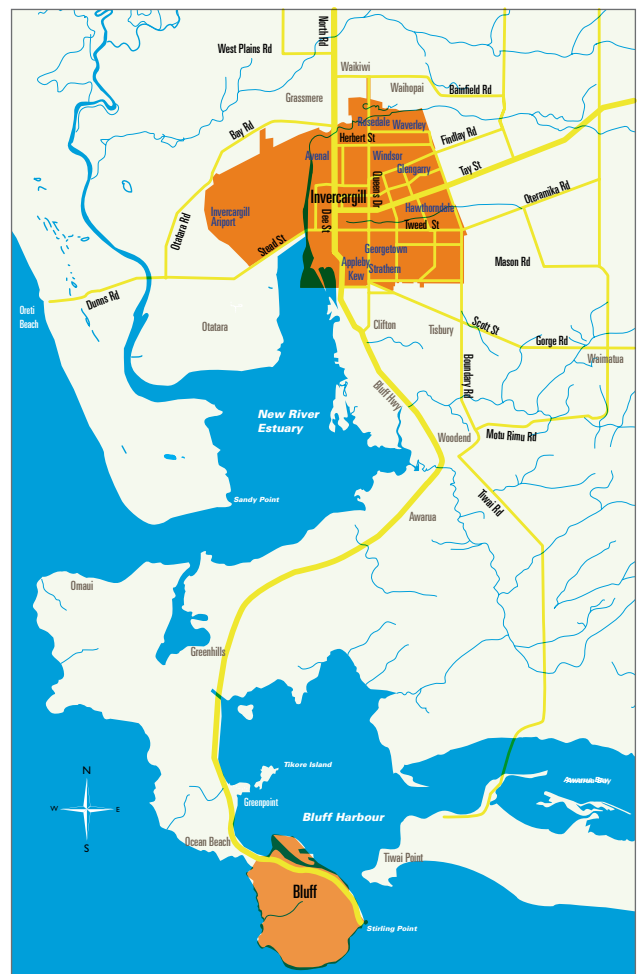 North Rd
West Plains Rd
Waikiwi
Waihopai
Bainfield Rd
Grassmere
Rosedale
Waverley
Bay Rd
Herbert St
Findlay Rd
Avenal
Windsor
Glengarry
Tay St
Queens Dr
Invercargill
Oteramika Rd
Invercargill
Ariport
Dee St
Hawthorndale
Tweed St
Otatara Rd
Stead St
Georgetown
Appleby
Strathern
Kew
Mason Rd
Dunns Rd
Oreti
Beach
Otatara
Clifton
Tisbury
Scott St
Gorge Rd
Waimatua
Boundary Rd
Bluff Hwy
New River
Estuary
Woodend
Motu Rimu Rd
Sandy Point
Tiwai Rd
Awarua
Omaui
Greenhills
Tikore Island
N
W
E
S
Greenpoint
Awarua Bay
Bluff Harbour
Ocean Beach
Tiwai Point
Bluff
Stirling Point